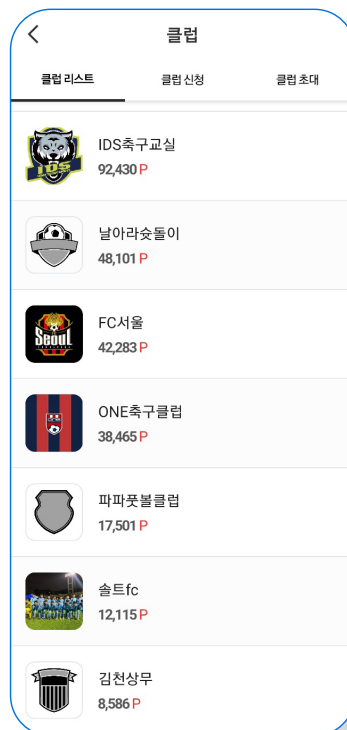 클럽
클럽 리스트
클럽 신청
클럽 초대
IDS
IDS축구교실
92,430 P
날아라슛돌이
48,101 P
Seoul
FC서울
42,283 P
ONE축구클럽
38,465 P
파파풋볼클럽
17,501 P
솔트fc
12,115 P
김천상무
8,586 P